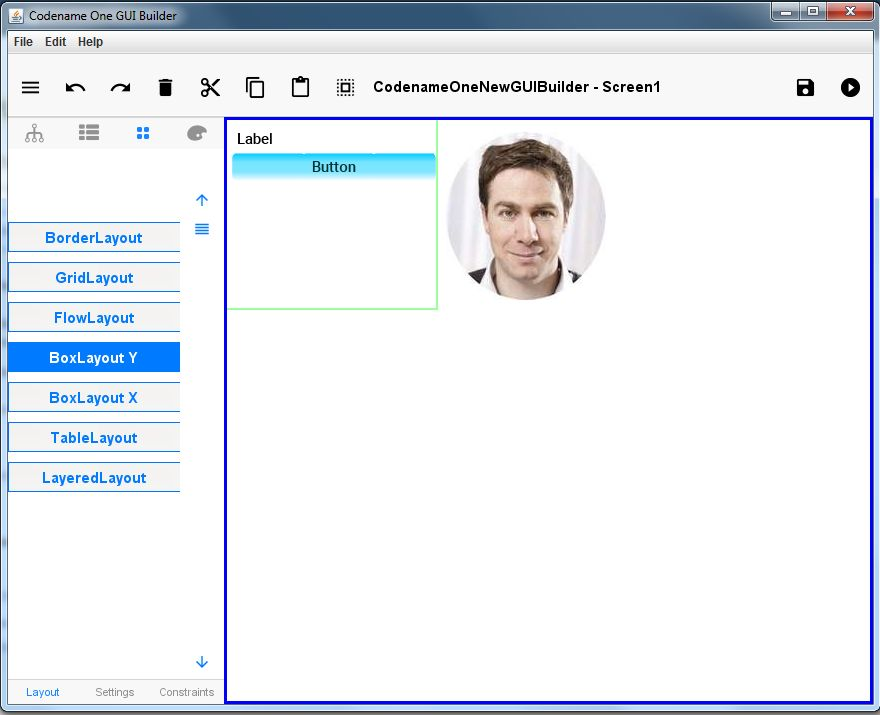 Codename One GUI Builder
File Edit Help
CodenameOneNewGUIBuilder - Screen1
Label
Button
BorderLayout
GridLayout
FlowLayout
BoxLayout Y
BoxLayout X
TableLayout
LayeredLayout
Layout Settings Constraints